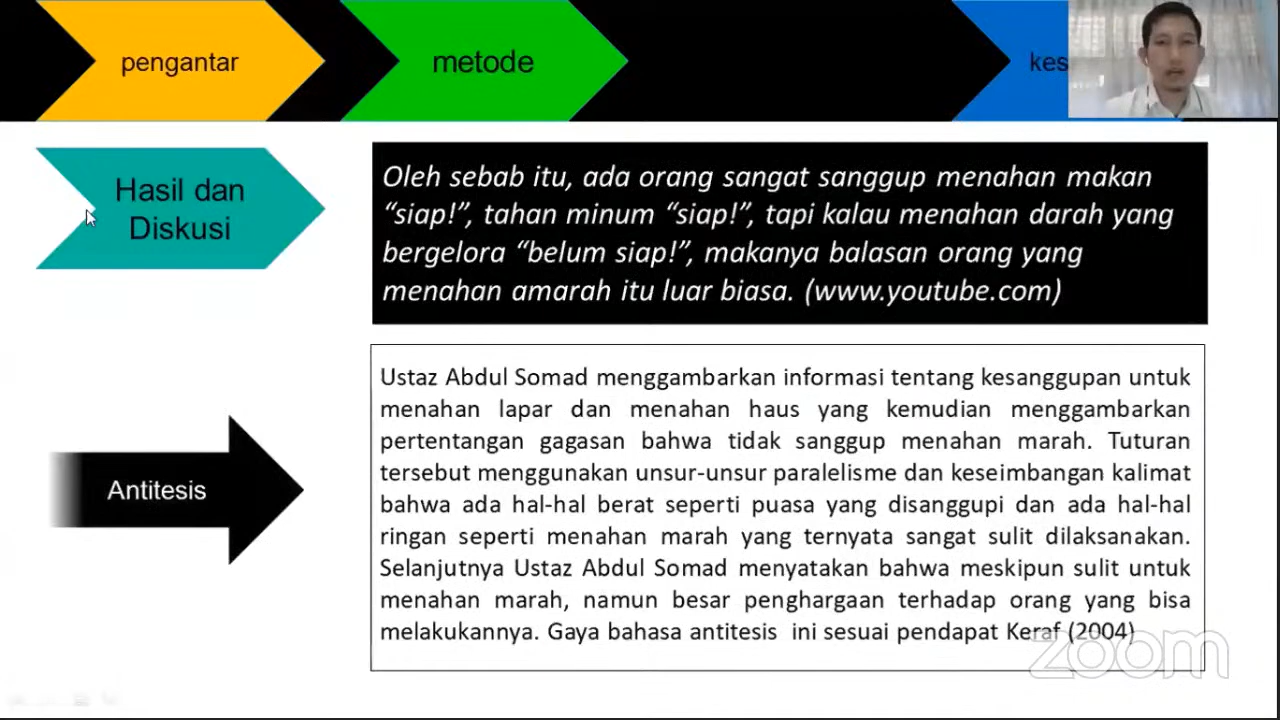 pengantar
metode
kes
Hasil dan
Diskusi
Oleh sebab itu, ada orang sangat sanggup menahan makan
“siap!”, tahan minum “siap!”, tapi kalau menahan darah yang
bergelora “belum siap!”, makanya balasan orang yang
menahan amarah itu luar biasa. (www.youtube.com)
Antitesis
Ustaz Abdul Somad menggambarkan informasi tentang kesanggupan untuk
menahan lapar dan menahan haus yang kemudian menggambarkan
pertentangan gagasan bahwa tidak sanggup menahan marah. Tuturan
tersebut menggunakan unsur-unsur paralelisme dan keseimbangan kalimat
bahwa ada hal-hal berat seperti puasa yang disanggupi dan ada hal-hal
ringan seperti menahan marah yang ternyata sangat sulit dilaksanakan.
Selanjutnya Ustaz Abdul Somad menyatakan bahwa meskipun sulit untuk
menahan marah, namun besar penghargaan terhadap orang yang bisa
melakukannya. Gaya bahasa antitesis ini sesuai pendapat Keraf (2004)
zoom